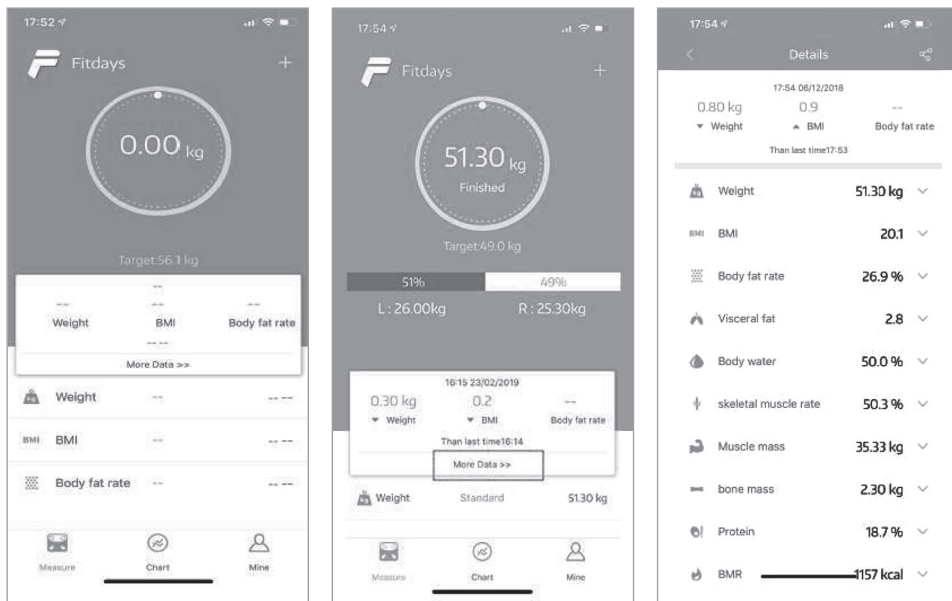 17:52
Fitdays
+
0.00 kg
Target:56.1 kg
--
-- -- --
Weight BMI Body fat rate
-- --
More Data >>
Weight -- -- --
BMI BMI -- -- --
Body fat rate -- -- --
Measure Chart Mine
17:54
Fitdays
+
51.30 kg
Finished
Target:49.0 kg
51% 49%
L : 26.00kg R : 25.30kg
16:15 23/02/2019
0.30 kg 0.2 --
Weight BMI Body fat rate
Than last time16:14
More Data >>
Weight Standard 51.30 kg
Measure Chart Mine
17:54
Details
17:54 06/12/2018
0.80 kg 0.9 --
Weight BMI Body fat rate
Than last time17:53
Weight 51.30 kg
BMI BMI 20.1
Body fat rate 26.9 %
Visceral fat 2.8
Body water 50.0 %
skeletal muscle rate 50.3 %
Muscle mass 35.33 kg
bone mass 2.30 kg
Protein 18.7 %
BMR 1157 kcal